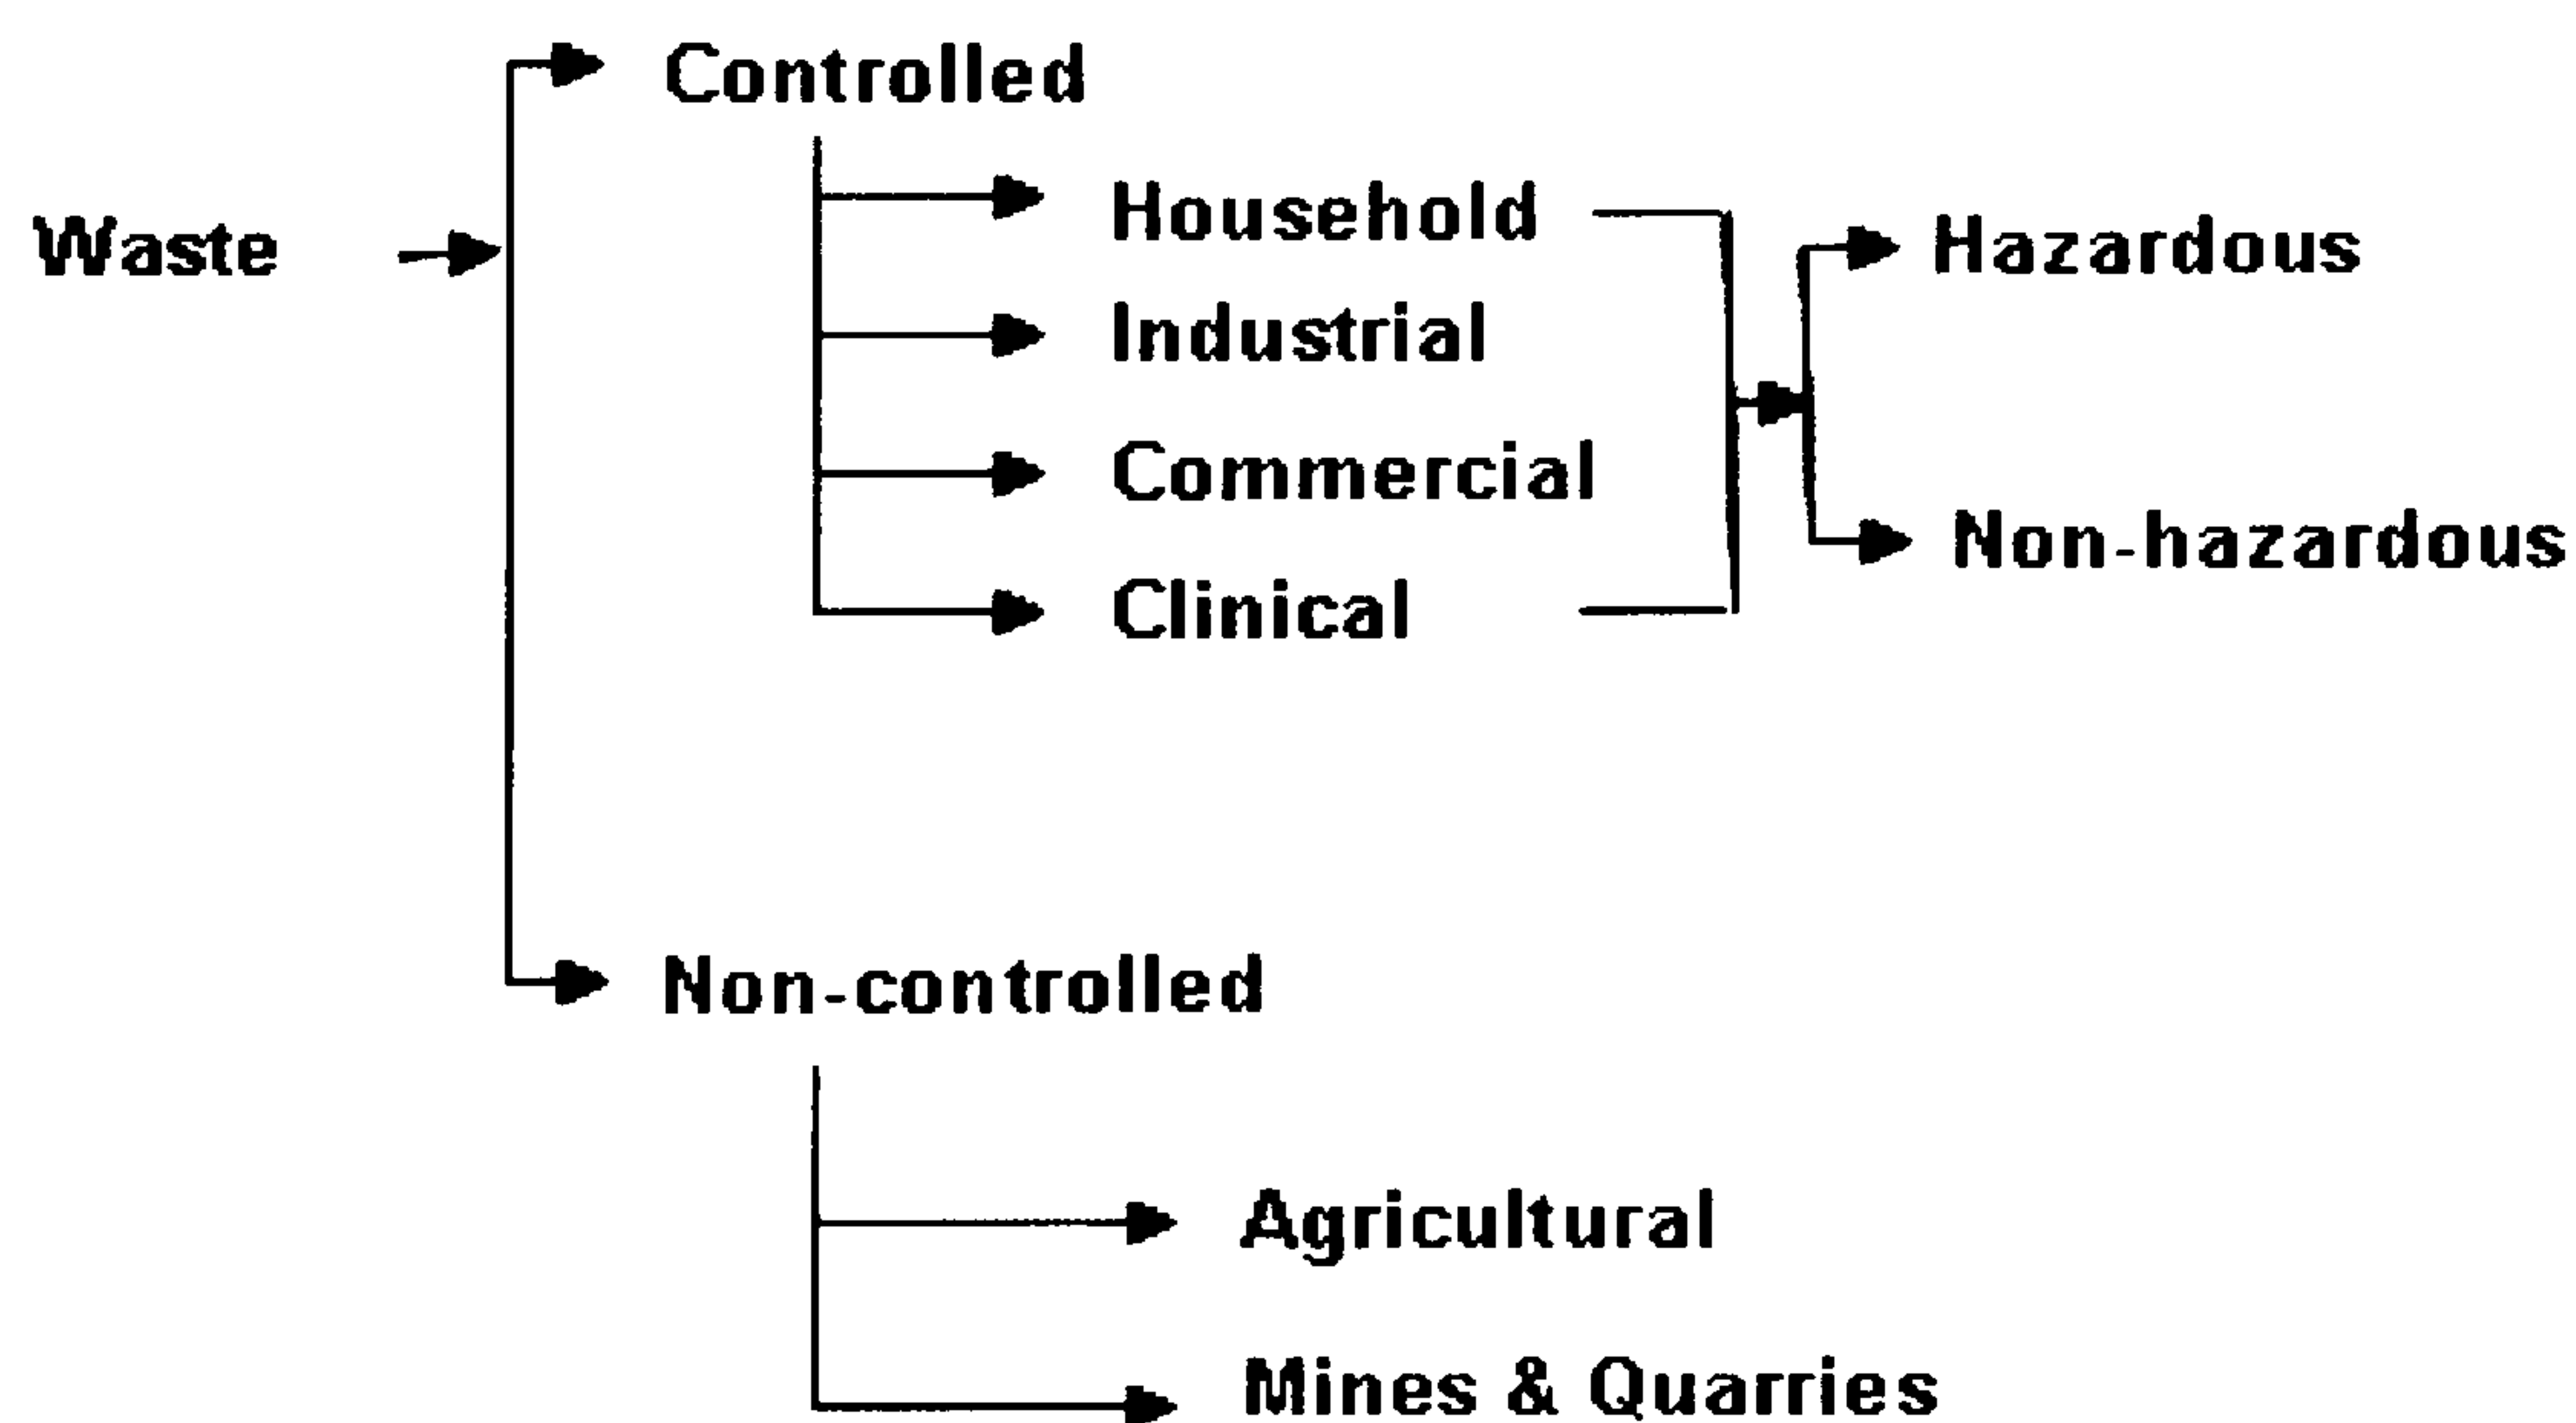 Controlled
Waste
Household
Industrial
Commercial
Clinical
Hazardous
Non-hazardous
Non-controlled
Agricultural
Mines & Quarries